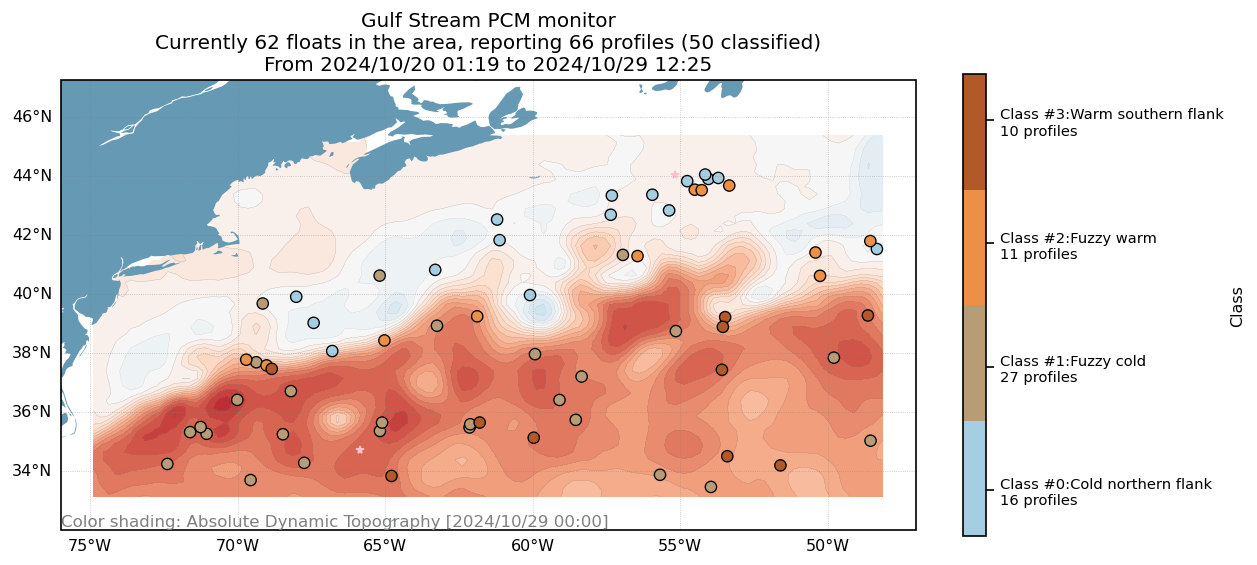 Gulf Stream PCM monitor
Currently 62 floats in the area, reporting 66 profiles (50 classified)
From 2024/10/20 01:19 to 2024/10/29 12:25
46°N
44°N
42°N
40°N
38°N
36°N
34°N
Color shading: Absolute Dynamic Topography [2024/10/29 00:00]
75°W
70°W
65°W
60°W
55°W
50°W
Class #3:Warm southern flank
10 profiles
Class #2:Fuzzy warm
11 profiles
Class #1:Fuzzy cold
27 profiles
Class #0:Cold northern flank
16 profiles
Class